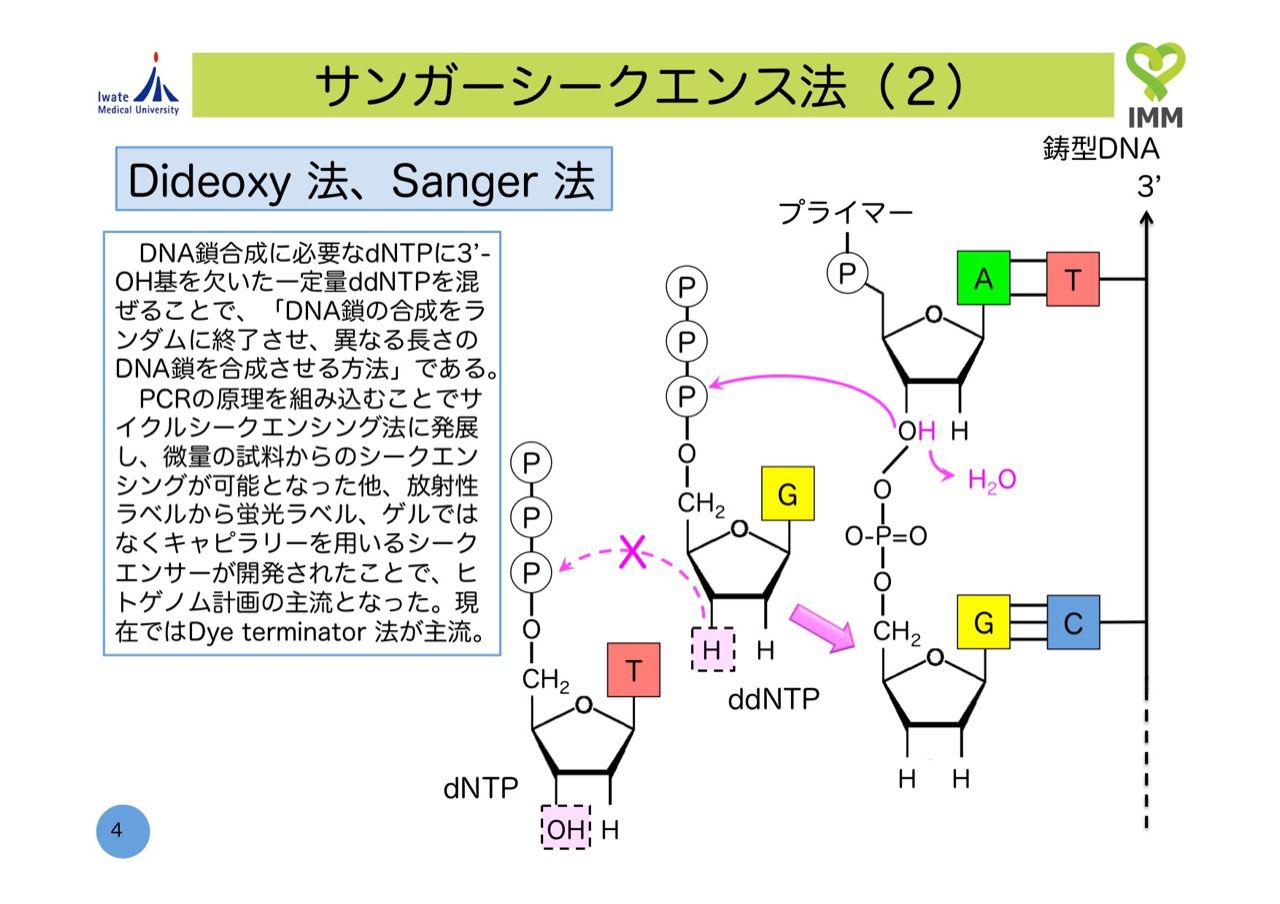 Iwate
Medical University
サンガーシークエンス法（２）
IMM
Dideoxy 法、Sanger 法
DNA鎖合成に必要なdNTPに3’-
OH基を欠いた一定量ddNTPを混
ぜることで、「DNA鎖の合成をラ
ンダムに終了させ、異なる長さの
DNA鎖を合成させる方法」である。
PCRの原理を組み込むことでサ
イクルシークエンシング法に発展
し、微量の試料からのシークエン
シングが可能となった他、放射性
ラベルから蛍光ラベル、ゲルでは
なくキャピラリーを用いるシーク
エンサーが開発されたことで、ヒ
トゲノム計画の主流となった。現
在ではDye terminator 法が主流。
鋳型DNA
3’
プライマー
P
A
T
O
OH H
H2O
O
O-P=O
O
CH2
G
C
O
H H
P
P
P
O
CH2
G
O
H H
ddNTP
P
P
P
O
CH2
T
O
dNTP
OH H
4